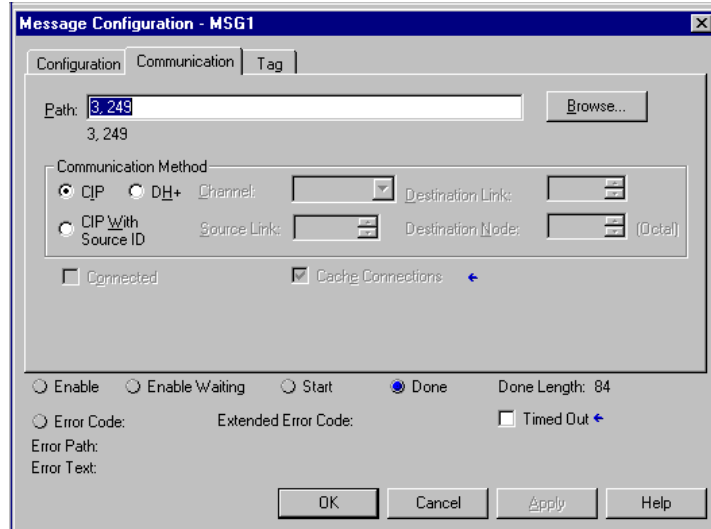 Message Configuration - MSG1
Configuration Communication Tag
Path: 3, 249 Browse...
3, 249
Communication Method
CIP DH+ Channel: Destination Link:
CIP With Source ID Source Link: Destination Node: (Octal)
Connected Cache Connections
Enable Enable Waiting Start Done Done Length: 84
Error Code: Extended Error Code: Timed Out
Error Path:
Error Text:
OK Cancel Apply Help